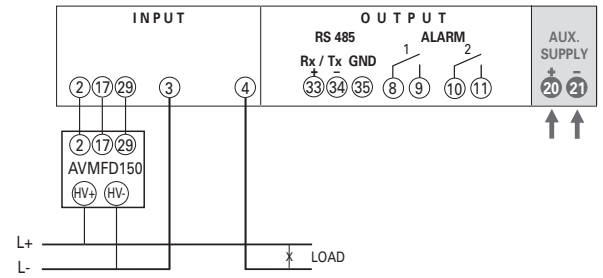 INPUT
OUTPUT
RS 485
ALARM
AUX.
SUPPLY
Rx / Tx GND
1
2
+
–
+
–
2
17
29
3
4
33
34
35
8
9
10
11
20
21
2
17
29
AVMFD150
HV+
HV-
L+
L-
x
LOAD